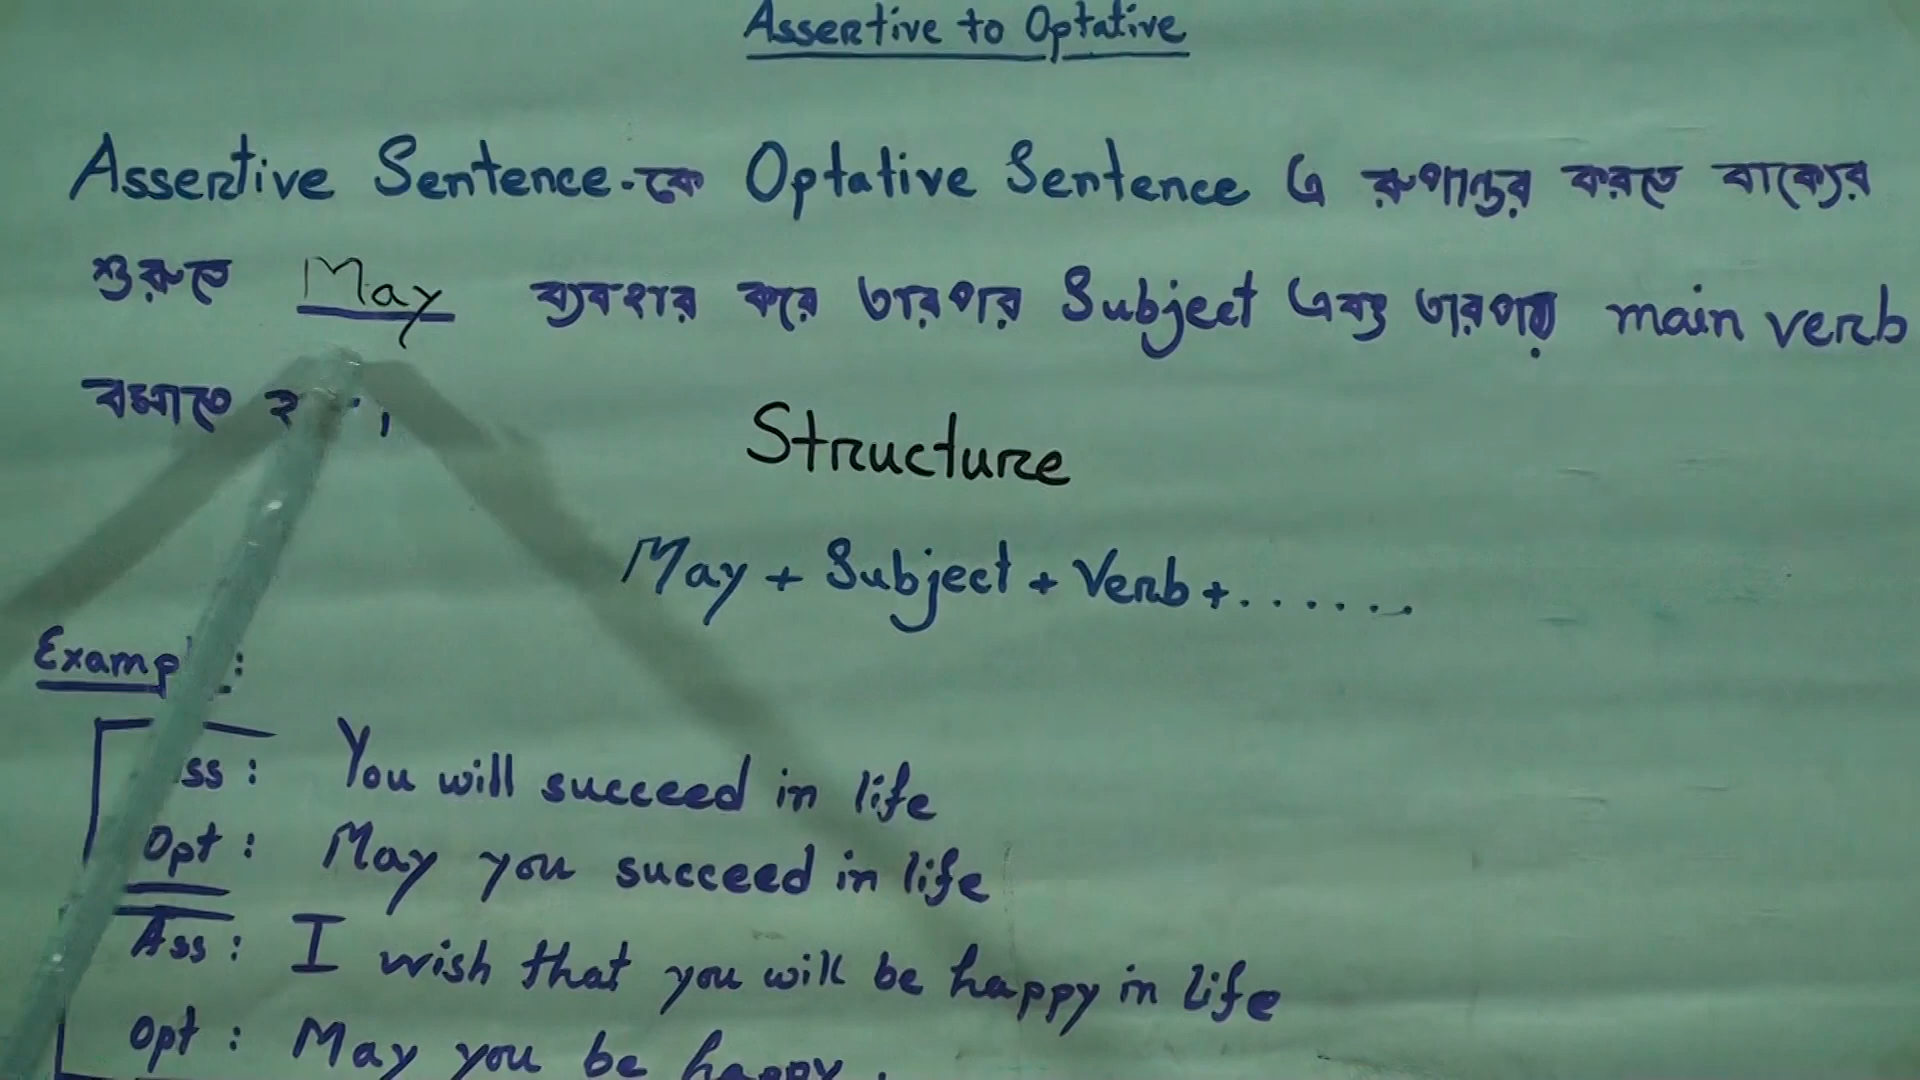 Assertive to Optative
Assertive Sentence-কে Optative Sentence এ রুপান্তর করতে বাক্যের
শুরুতে May ব্যবহার করে তারপর Subject এবং তারপর main verb
বসাতে
Structure
May + Subject + Verb + .......
Ass : You will succeed in life
Opt : May you succeed in life
Ass : I wish that you will be happy in life
Opt : May you be happy